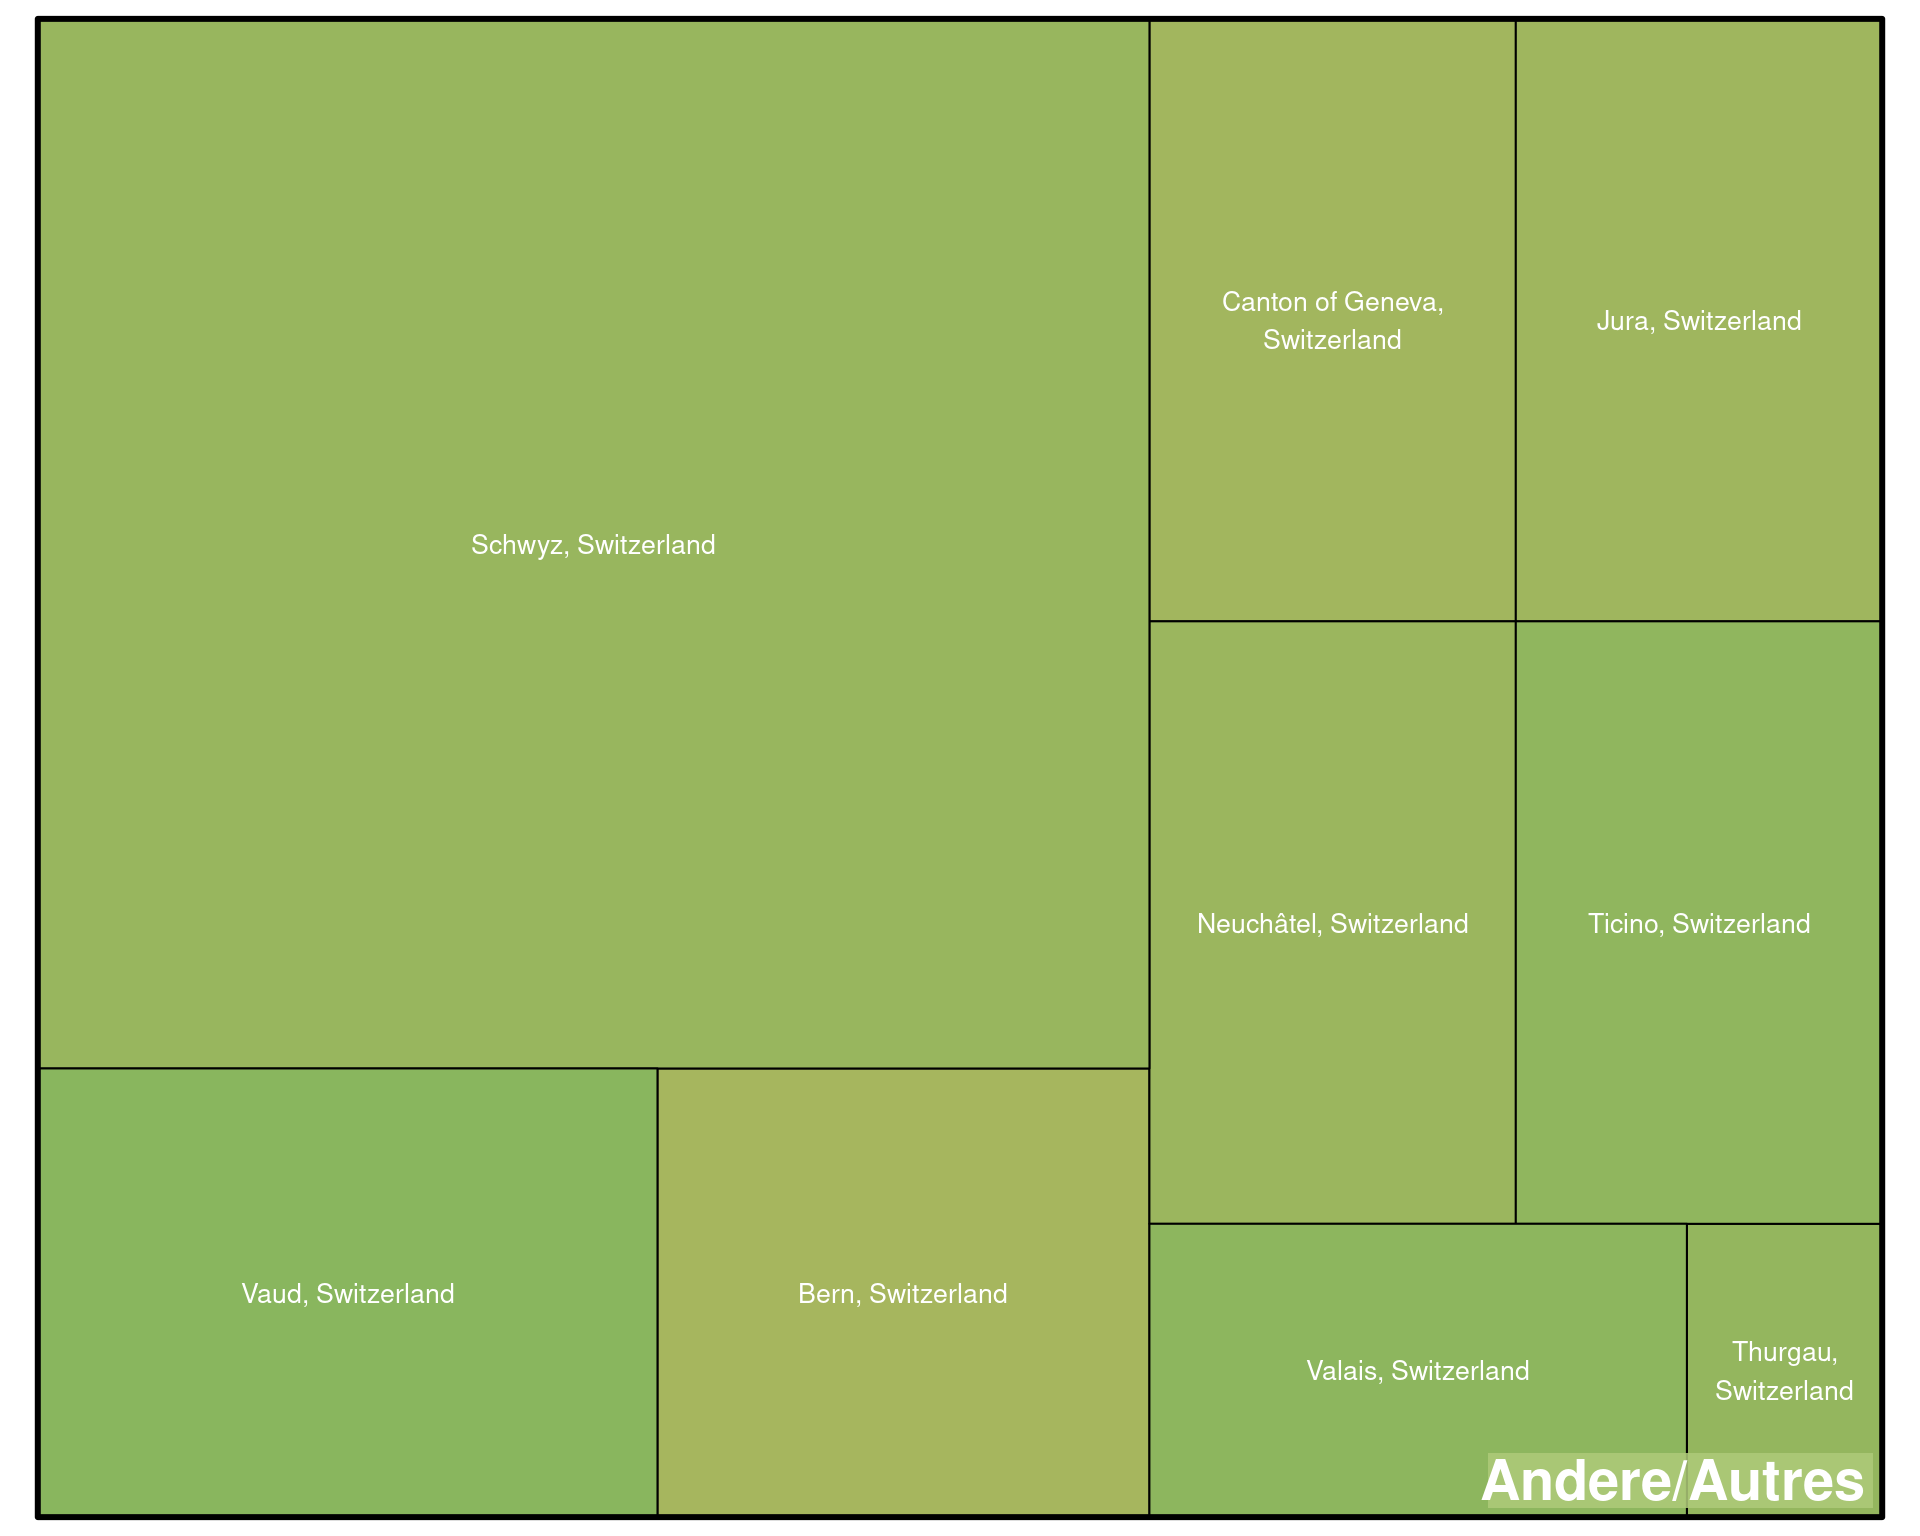 Schwyz, Switzerland
Canton of Geneva,
Switzerland
Jura, Switzerland
Neuchâtel, Switzerland
Ticino, Switzerland
Vaud, Switzerland
Bern, Switzerland
Valais, Switzerland
Thurgau,
Switzerland
Andere/Autres